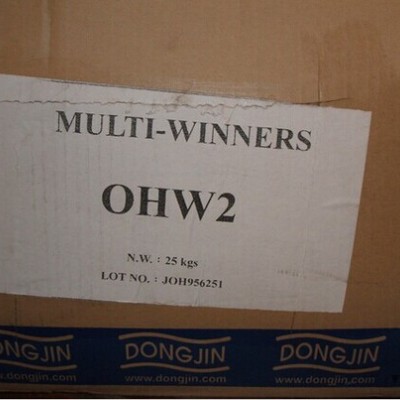 MULTI-WINNERS
OHW2
N.W. : 25 kgs
LOT NO. : JOH956251
DONGJIN DONGJIN DONGJIN
www.dongjin.com www.dongjin.com www.dongjin.com